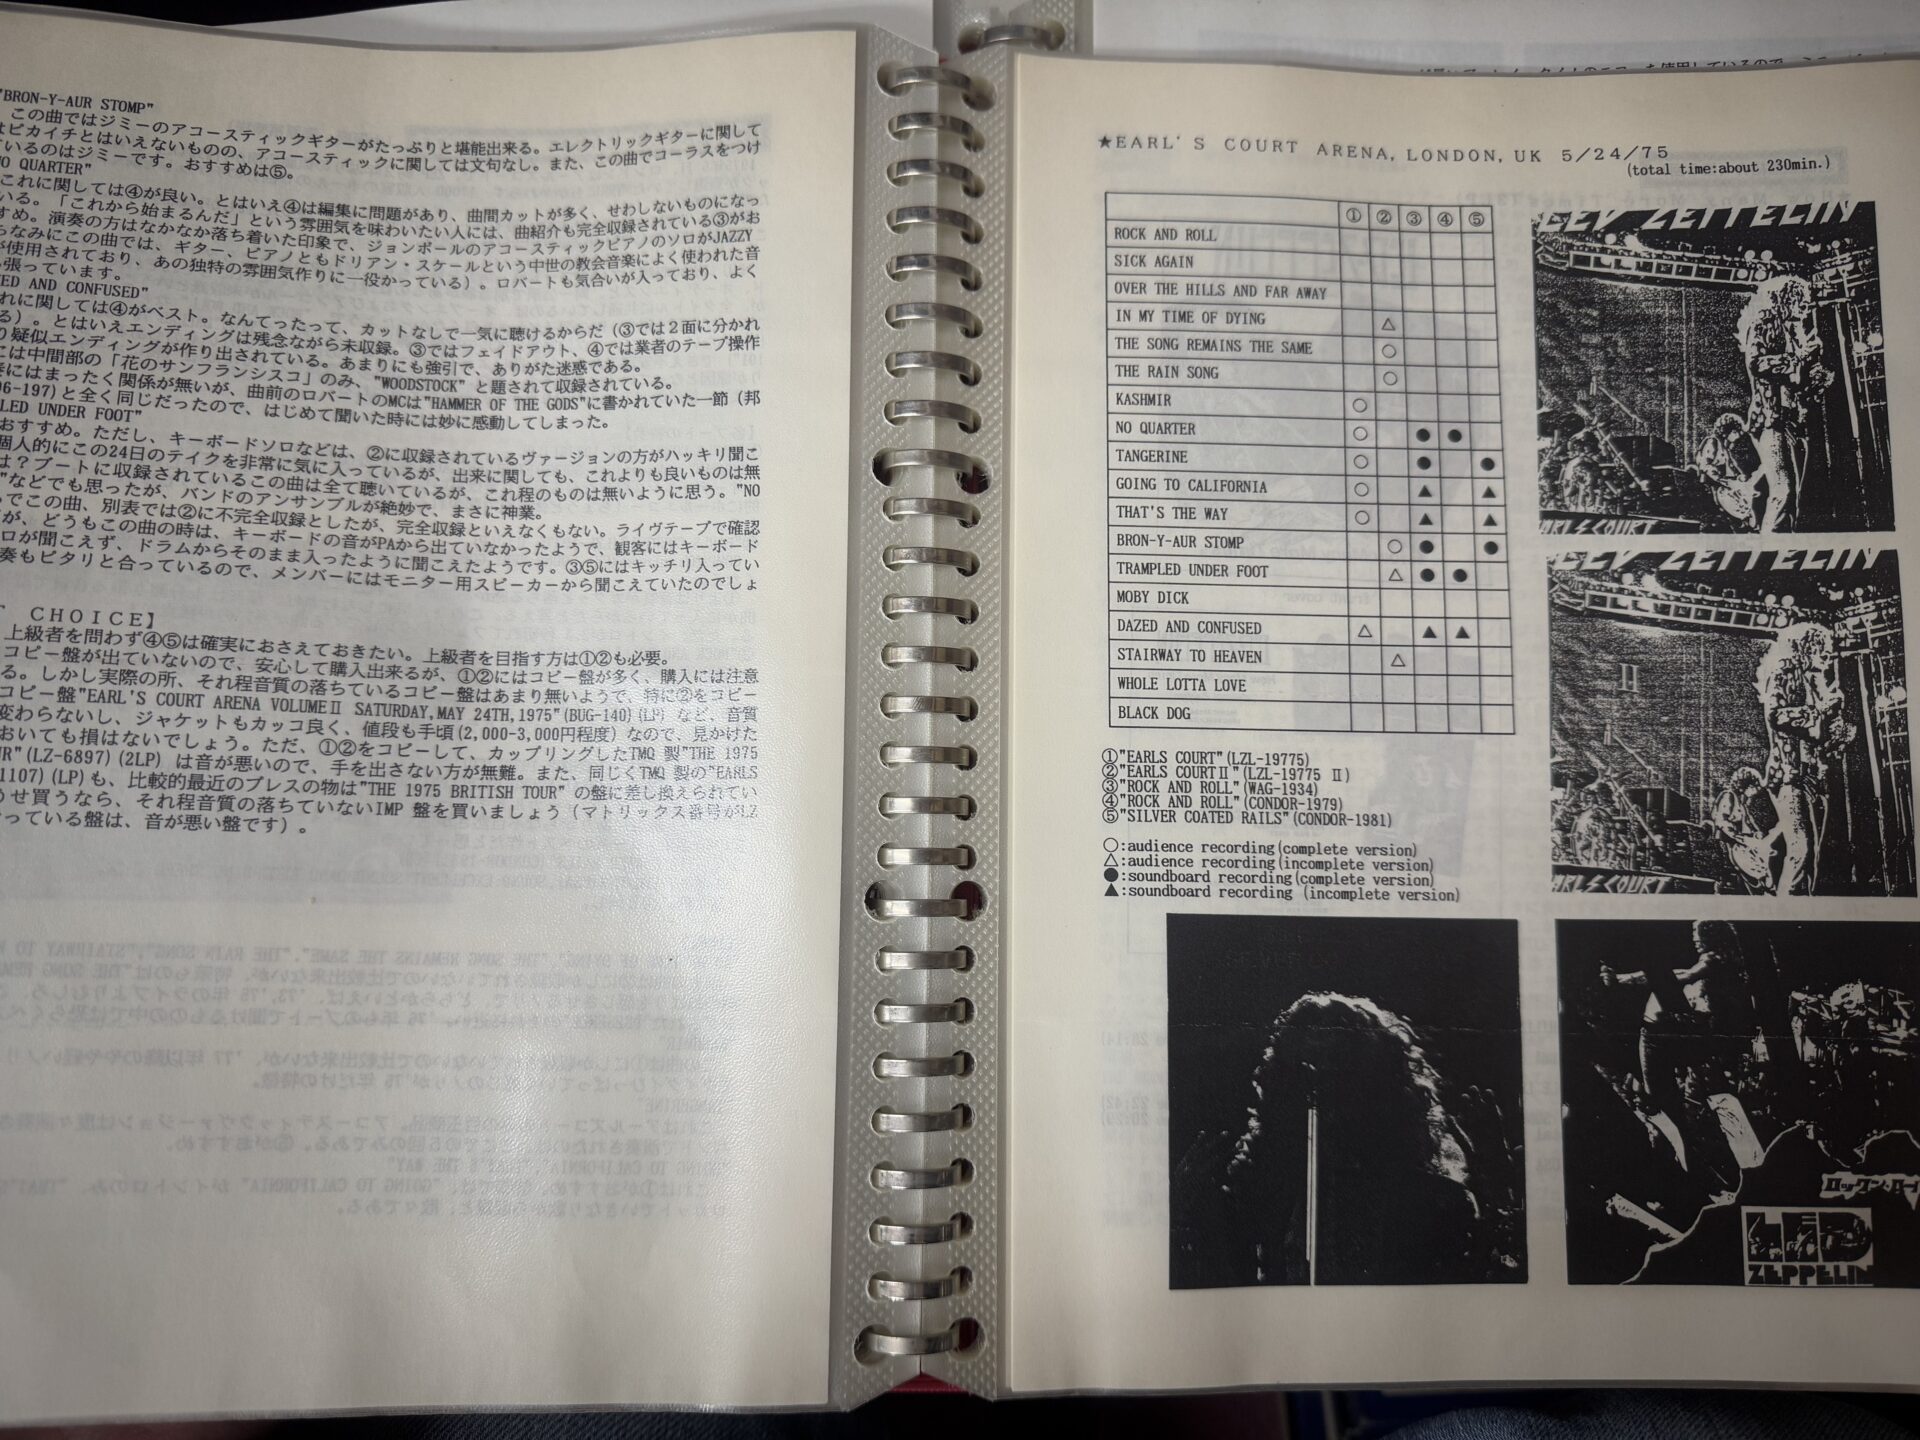 "BRON-Y-AUR STOMP"
この曲ではジミーのアコースティックギターがたっぷりと堪能出来る。エレクトリックギターに関して
はピカイチとはいえないものの、アコースティックに関しては文句なし。また、この曲でコーラスをつけ
ているのはジミーです。おすすめは⑤。
NO QUARTER"
これに関しては④が良い。とはいえ④は編集に問題があり、曲間カットが多く、せわしないものになっ
いる。「これから始まるんだ」という雰囲気を味わいたい人には、曲紹介も完全収録されている③がお
すめ。演奏の方はなかなか落ち着いた印象で、ジョンポールのアコースティックピアノのソロがJAZZY
らなみにこの曲では、ギター、ピアノともドリアン・スケールという中世の教会音楽によく使われた音
が使用されており、あの独特の雰囲気作りに一役かっている）。ロバートも気合いが入っており、よく
張っています。
ED AND CONFUSED"
れに関しては④がベスト。なんてったって、カットなしで一気に聴けるからだ（③では２面に分かれ
る）。とはいえエンディングは残念ながら未収録。③ではフェイドアウト、④では業者のテープ操作
り疑似エンディングが作り出されている。あまりにも強引で、ありがた迷惑である。
には中間部の「花のサンフランシスコ」のみ、"WOODSTOCK" と題されて収録されている。
にはまったく関係が無いが、曲前のロバートのMCは"HAMMER OF THE GODS"に書かれていた一節（邦
96-197)と全く同じだったので、はじめて聞いた時には妙に感動してしまった。
LED UNDER FOOT"
おすすめ。ただし、キーボードソロなどは、②に収録されているヴァージョンの方がハッキリ聞こ
個人的にこの24日のテイクを非常に気に入っているが、出来に関しても、これよりも良いものは無
は？ブートに収録されているこの曲は全て聴いているが、これ程のものは無いように思う。"NO
"などでも思ったが、バンドのアンサンブルが絶妙で、まさに神業。
でこの曲、別表では②に不完全収録としたが、完全収録といえなくもない。ライヴテープで確認
が、どうもこの曲の時は、キーボードの音がPAから出ていなかったようで、観客にはキーボード
ロが聞こえず、ドラムからそのまま入ったように聞こえたようです。③⑤にはキッチリ入ってい
奏もピタリと合っているので、メンバーにはモニター用スピーカーから聞こえていたのでしょ
CHOICE】
上級者を問わず④⑤は確実におさえておきたい。上級者を目指す方は①②も必要。
コピー盤が出ていないので、安心して購入出来るが、①②にはコピー盤が多く、購入には注意
る。しかし実際の所、それ程音質の落ちているコピー盤はあまり無いようで、特に②をコピー
コピー盤"EARL'S COURT ARENA VOLUMEⅡ SATURDAY,MAY 24TH,1975"(BUG-140)(LP) など、音質
変わらないし、ジャケットもカッコ良く、値段も手頃(2,000-3,000円程度)なので、見かけた
おいても損はないでしょう。ただ、①②をコピーして、カップリングしたTMQ 製"THE 1975
UR"(LZ-6897)(2LP) は音が悪いので、手を出さない方が無難。また、同じくTMQ 製の"EARLS
1107)(LP)も、比較的最近のプレスの物は"THE 1975 BRITISH TOUR" の盤に差し換えられてい
うせ買うなら、それ程音質の落ちていないIMP 盤を買いましょう（マトリックス番号がLZ
なっている盤は、音が悪い盤です）。
★EARL'S COURT ARENA, LONDON, UK 5/24/75
(total time:about 230min.)
① ② ③ ④ ⑤
ROCK AND ROLL
SICK AGAIN
OVER THE HILLS AND FAR AWAY
IN MY TIME OF DYING △
THE SONG REMAINS THE SAME ○
THE RAIN SONG ○
KASHMIR ○
NO QUARTER ○ ● ●
TANGERINE ○ ● ●
GOING TO CALIFORNIA ○ ▲ ▲
THAT'S THE WAY ○ ▲ ▲
BRON-Y-AUR STOMP ○ ● ●
TRAMPLED UNDER FOOT △ ● ●
MOBY DICK
DAZED AND CONFUSED △ ▲ ▲
STAIRWAY TO HEAVEN △
WHOLE LOTTA LOVE
BLACK DOG
①"EARLS COURT"(LZL-19775)
②"EARLS COURTⅡ"(LZL-19775 Ⅱ)
③"ROCK AND ROLL"(WAG-1934)
④"ROCK AND ROLL"(CONDOR-1979)
⑤"SILVER COATED RAILS"(CONDOR-1981)
○:audience recording(complete version)
△:audience recording(incomplete version)
●:soundboard recording(complete version)
▲:soundboard recording (incomplete version)
LED ZEPPELIN
EARLS COURT
LED ZEPPELIN
EARLS COURT
ロックン・ロー
LED
ZEPPELIN